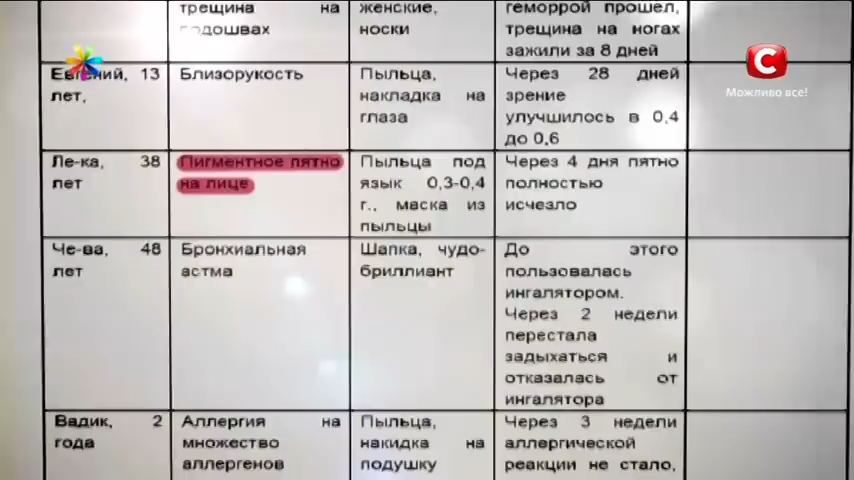 трещина на подошвах
женские, носки
геморрой прошел, трещина на ногах зажили за 8 дней
Евгений, 13 лет,
Близорукость
Пыльца, накладка на глаза
Через 28 дней зрение улучшилось в 0,4 до 0,6
Ле-ка, 38 лет
Пигментное пятно на лице
Пыльца под язык 0,3-0,4 г., маска из пыльцы
Через 4 дня пятно полностью исчезло
Че-ва, 48 лет
Бронхиальная астма
Шапка, чудо-бриллиант
До этого пользовалась ингалятором. Через 2 недели перестала задыхаться и отказалась от ингалятора
Вадик, 2 года
Аллергия на множество аллергенов
Пыльца, накидка на подушку
Через 3 недели аллергической реакции не стало,
С
Можливо все!